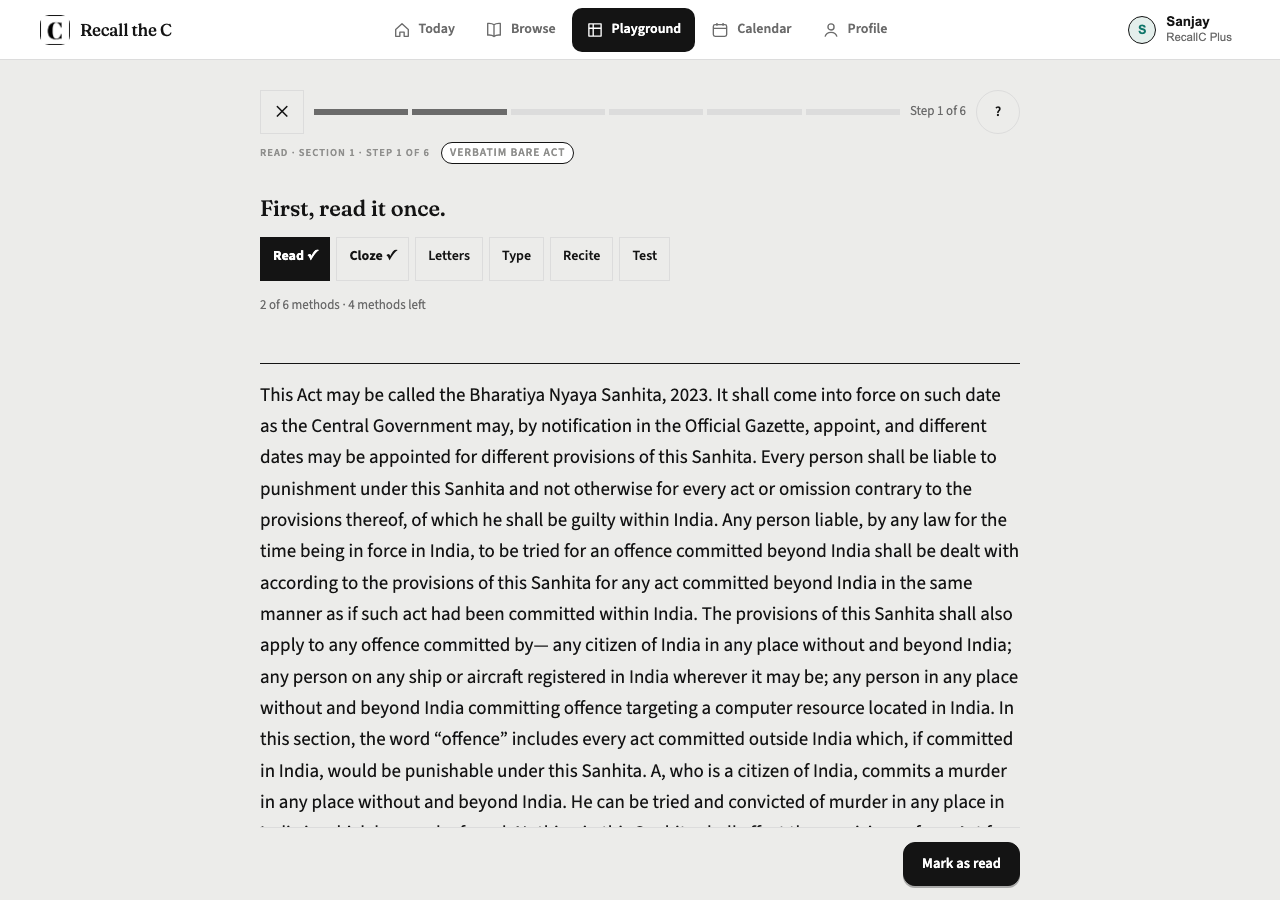 C Recall the C
Today
Browse
Playground
Calendar
Profile
S
Sanjay
RecallC Plus
Step 1 of 6
?
READ · SECTION 1 · STEP 1 OF 6
VERBATIM BARE ACT
First, read it once.
Read ✓
Cloze ✓
Letters
Type
Recite
Test
2 of 6 methods · 4 methods left
This Act may be called the Bharatiya Nyaya Sanhita, 2023. It shall come into force on such date
as the Central Government may, by notification in the Official Gazette, appoint, and different
dates may be appointed for different provisions of this Sanhita. Every person shall be liable to
punishment under this Sanhita and not otherwise for every act or omission contrary to the
provisions thereof, of which he shall be guilty within India. Any person liable, by any law for the
time being in force in India, to be tried for an offence committed beyond India shall be dealt with
according to the provisions of this Sanhita for any act committed beyond India in the same
manner as if such act had been committed within India. The provisions of this Sanhita shall also
apply to any offence committed by— any citizen of India in any place without and beyond India;
any person on any ship or aircraft registered in India wherever it may be; any person in any place
without and beyond India committing offence targeting a computer resource located in India. In
this section, the word “offence” includes every act committed outside India which, if committed
in India, would be punishable under this Sanhita. A, who is a citizen of India, commits a murder
in any place without and beyond India. He can be tried and convicted of murder in any place in
Mark as read